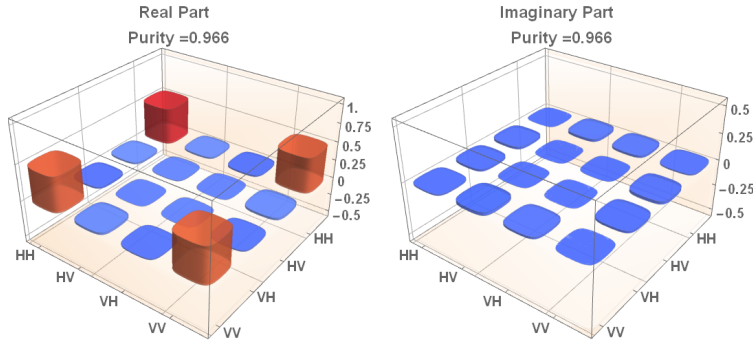 Real Part
Purity =0.966
1.
0.75
0.5
0.25
0
-0.25
-0.5
HH
HV
VH
VV
HH
HV
VH
VV
Imaginary Part
Purity =0.966
0.5
0.25
0
-0.25
-0.5
HH
HV
VH
VV
HH
HV
VH
VV